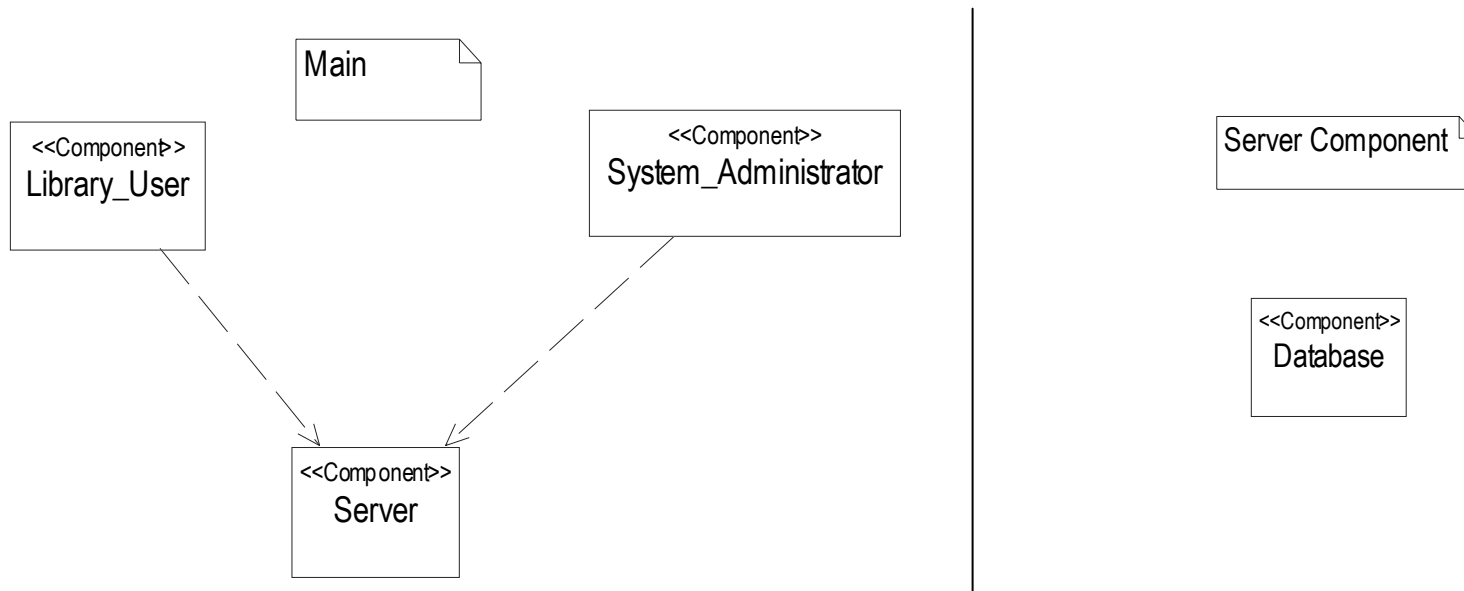 Main
<<Component>>
Library_User
<<Component>>
System_Administrator
<<Component>>
Server
Server Component
<<Component>>
Database